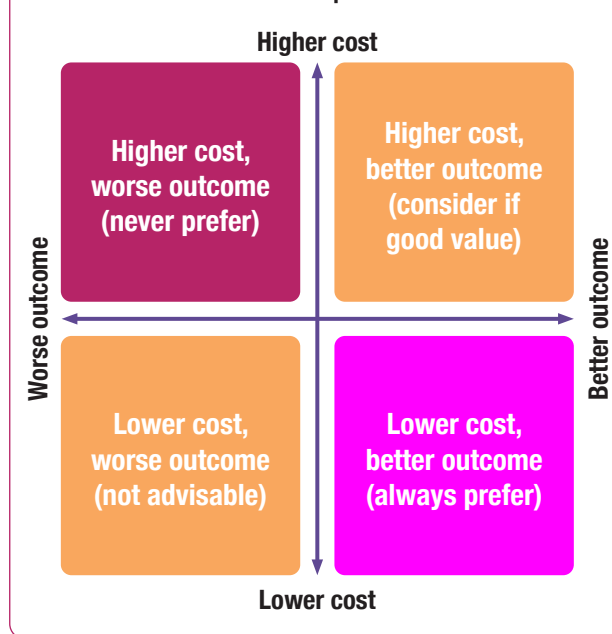 Higher cost
Higher cost,
worse outcome
(never prefer)
Higher cost,
better outcome
(consider if
good value)
Worse outcome
Better outcome
Lower cost,
worse outcome
(not advisable)
Lower cost,
better outcome
(always prefer)
Lower cost